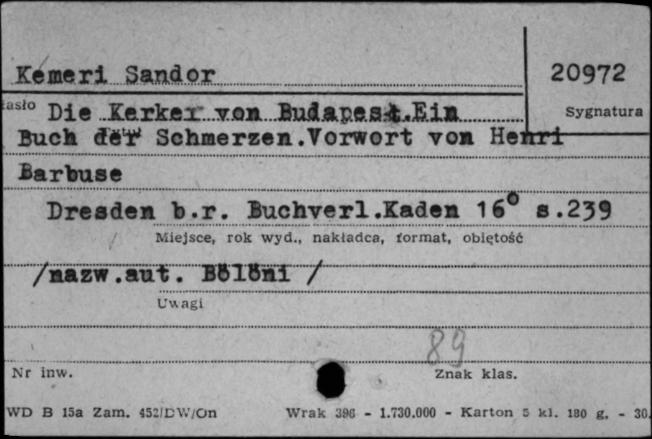 Kemeri Sandor
20972
Sygnatura
Die Kerker von Budapest.Ein
Buch der Schmerzen.Vorwort von Henri
Barbuse
Dresden b.r. Buchverl.Kaden 16° s.239
Miejsce, rok wyd., nakładca, format, objętość
/nazw.aut. Bölöni /
Uwagi
89
Nr inw.
Znak klas.
WD B 15a Zam. 452/DW/On Wrak 396 - 1.730.000 - Karton 5 kl. 180 g. - 30.